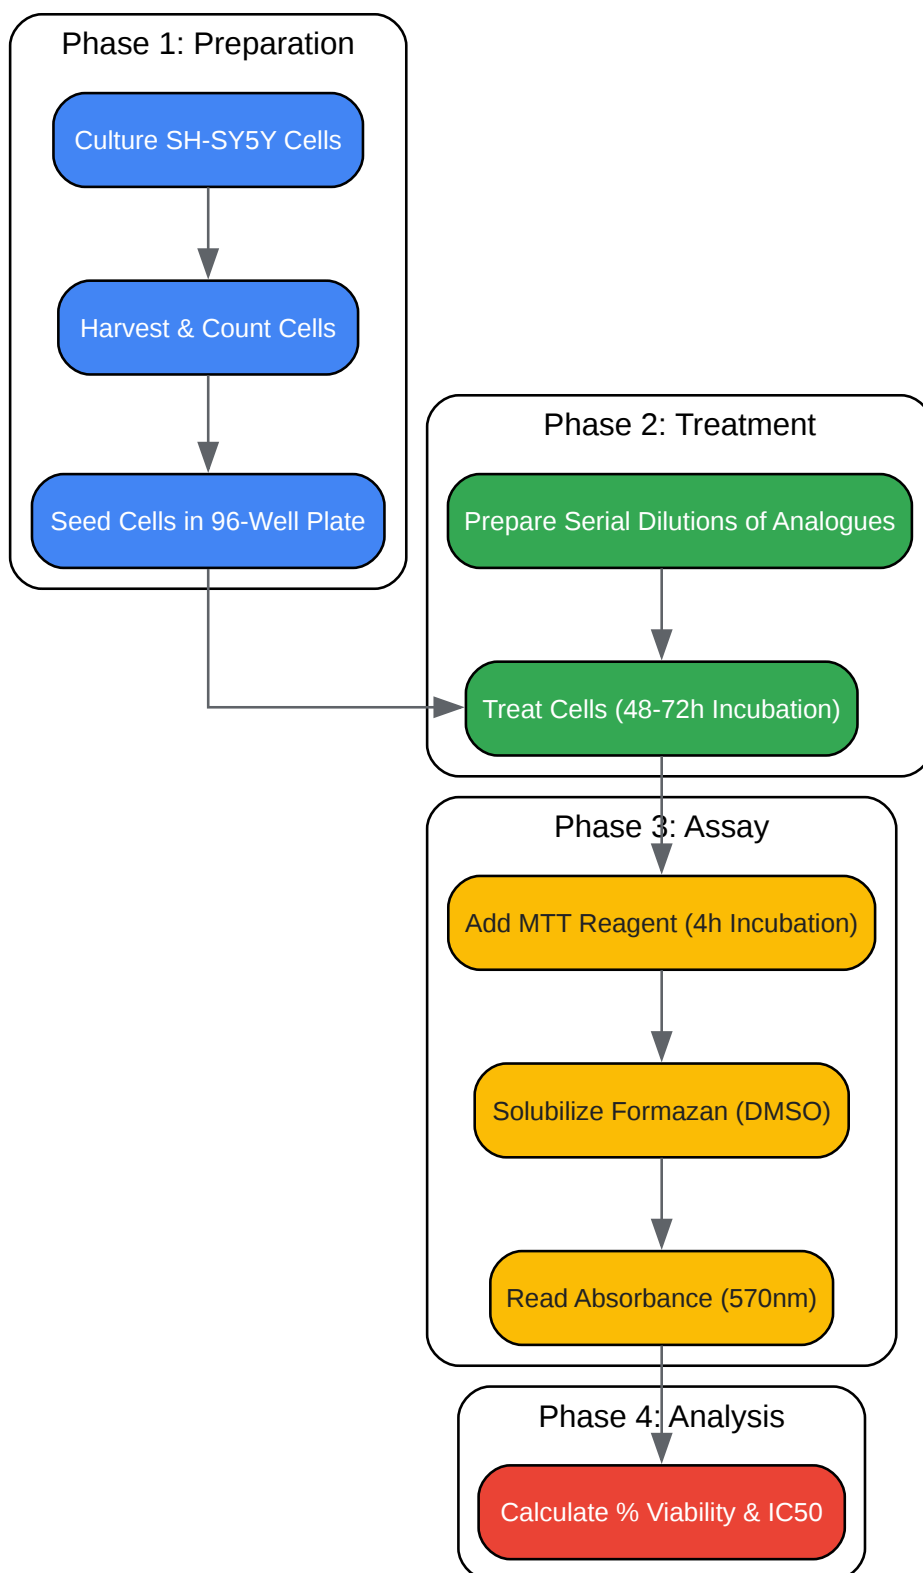 Phase 1: Preparation
Culture SH-SY5Y Cells
Harvest & Count Cells
Seed Cells in 96-Well Plate
Phase 2: Treatment
Prepare Serial Dilutions of Analogues
Treat Cells (48-72h Incubation)
Phase 3: Assay
Add MTT Reagent (4h Incubation)
Solubilize Formazan (DMSO)
Read Absorbance (570nm)
Phase 4: Analysis
Calculate % Viability & IC50